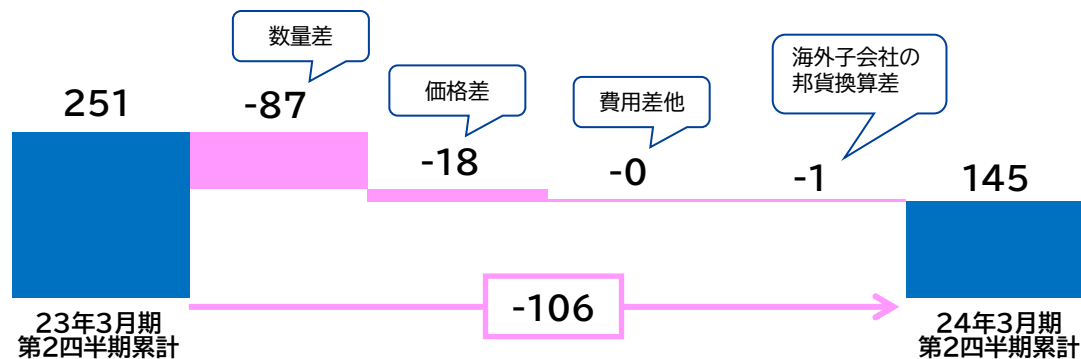 数量差
海外子会社の
邦貨換算差
価格差
費用差他
251
-87
-18
-0
-1
145
-106
23年3月期
第2四半期累計
24年3月期
第2四半期累計